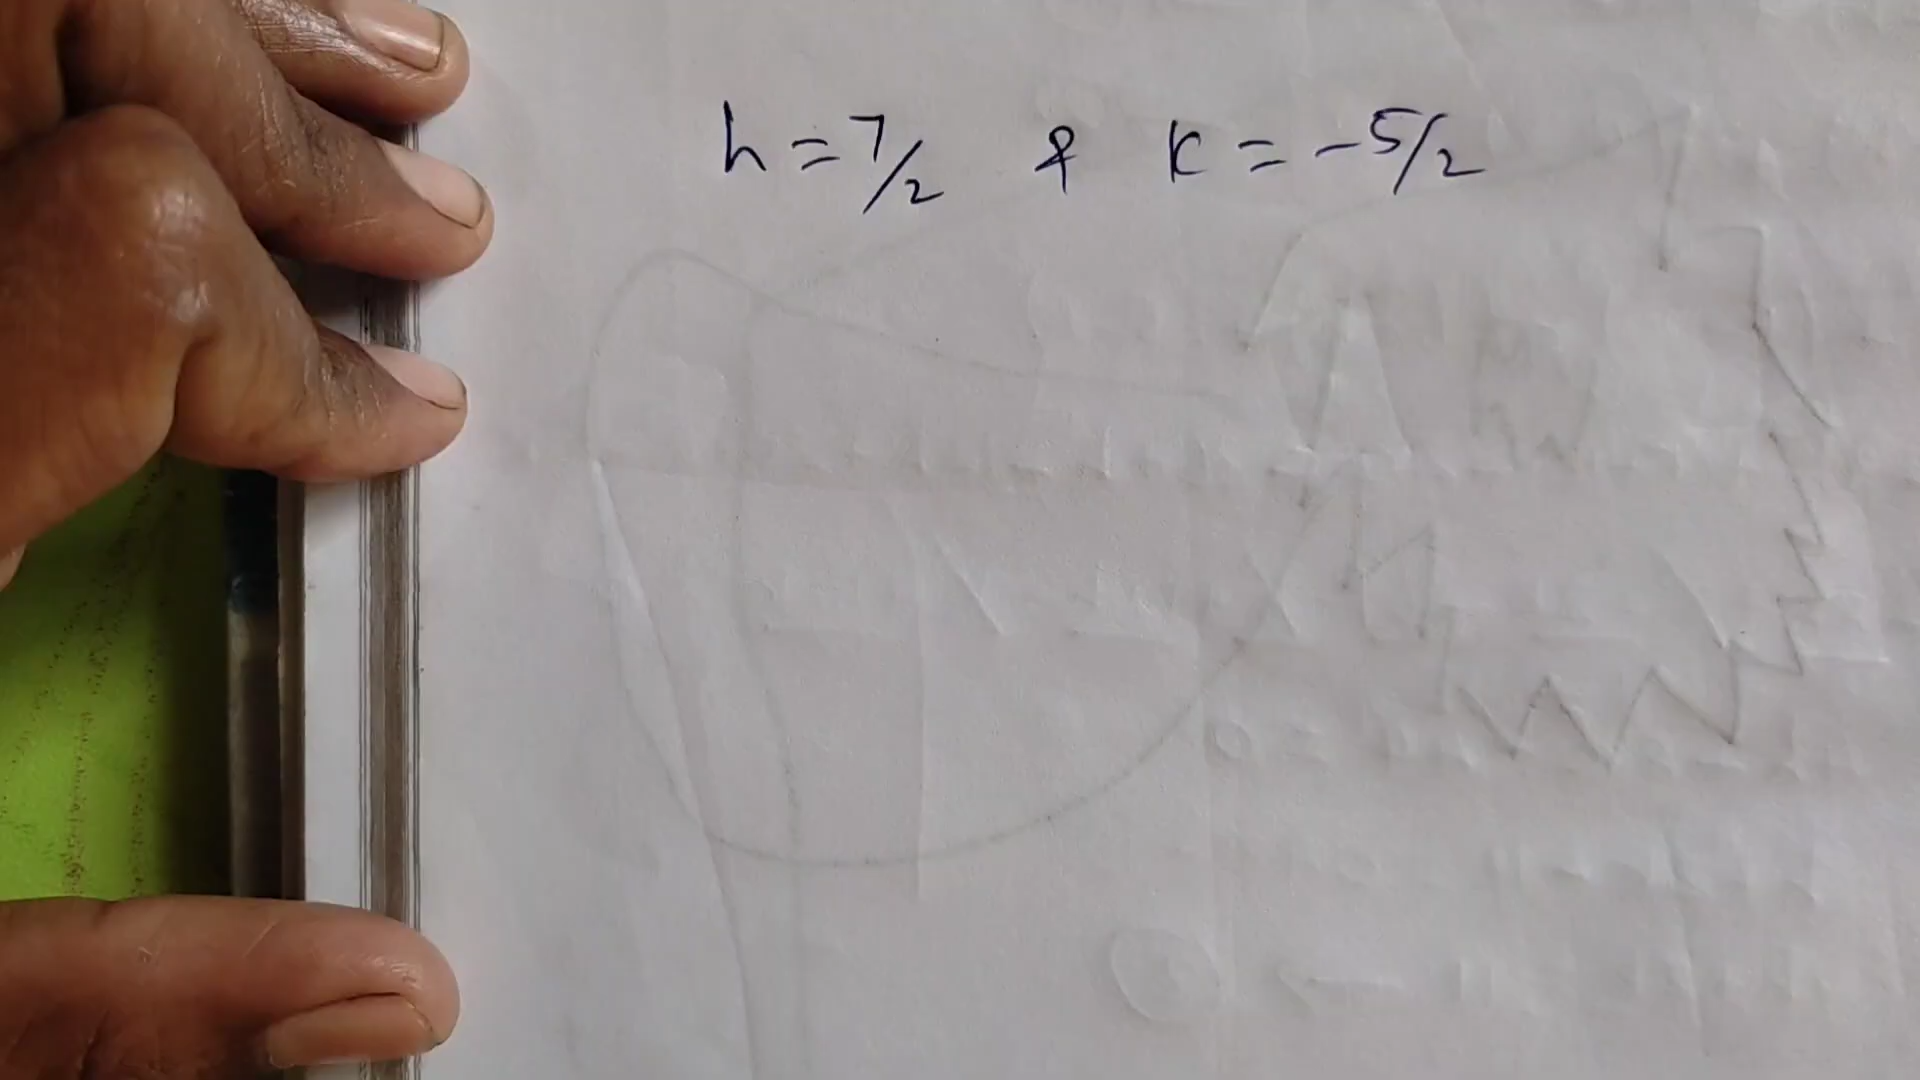 h = 7/2 & k = -5/2